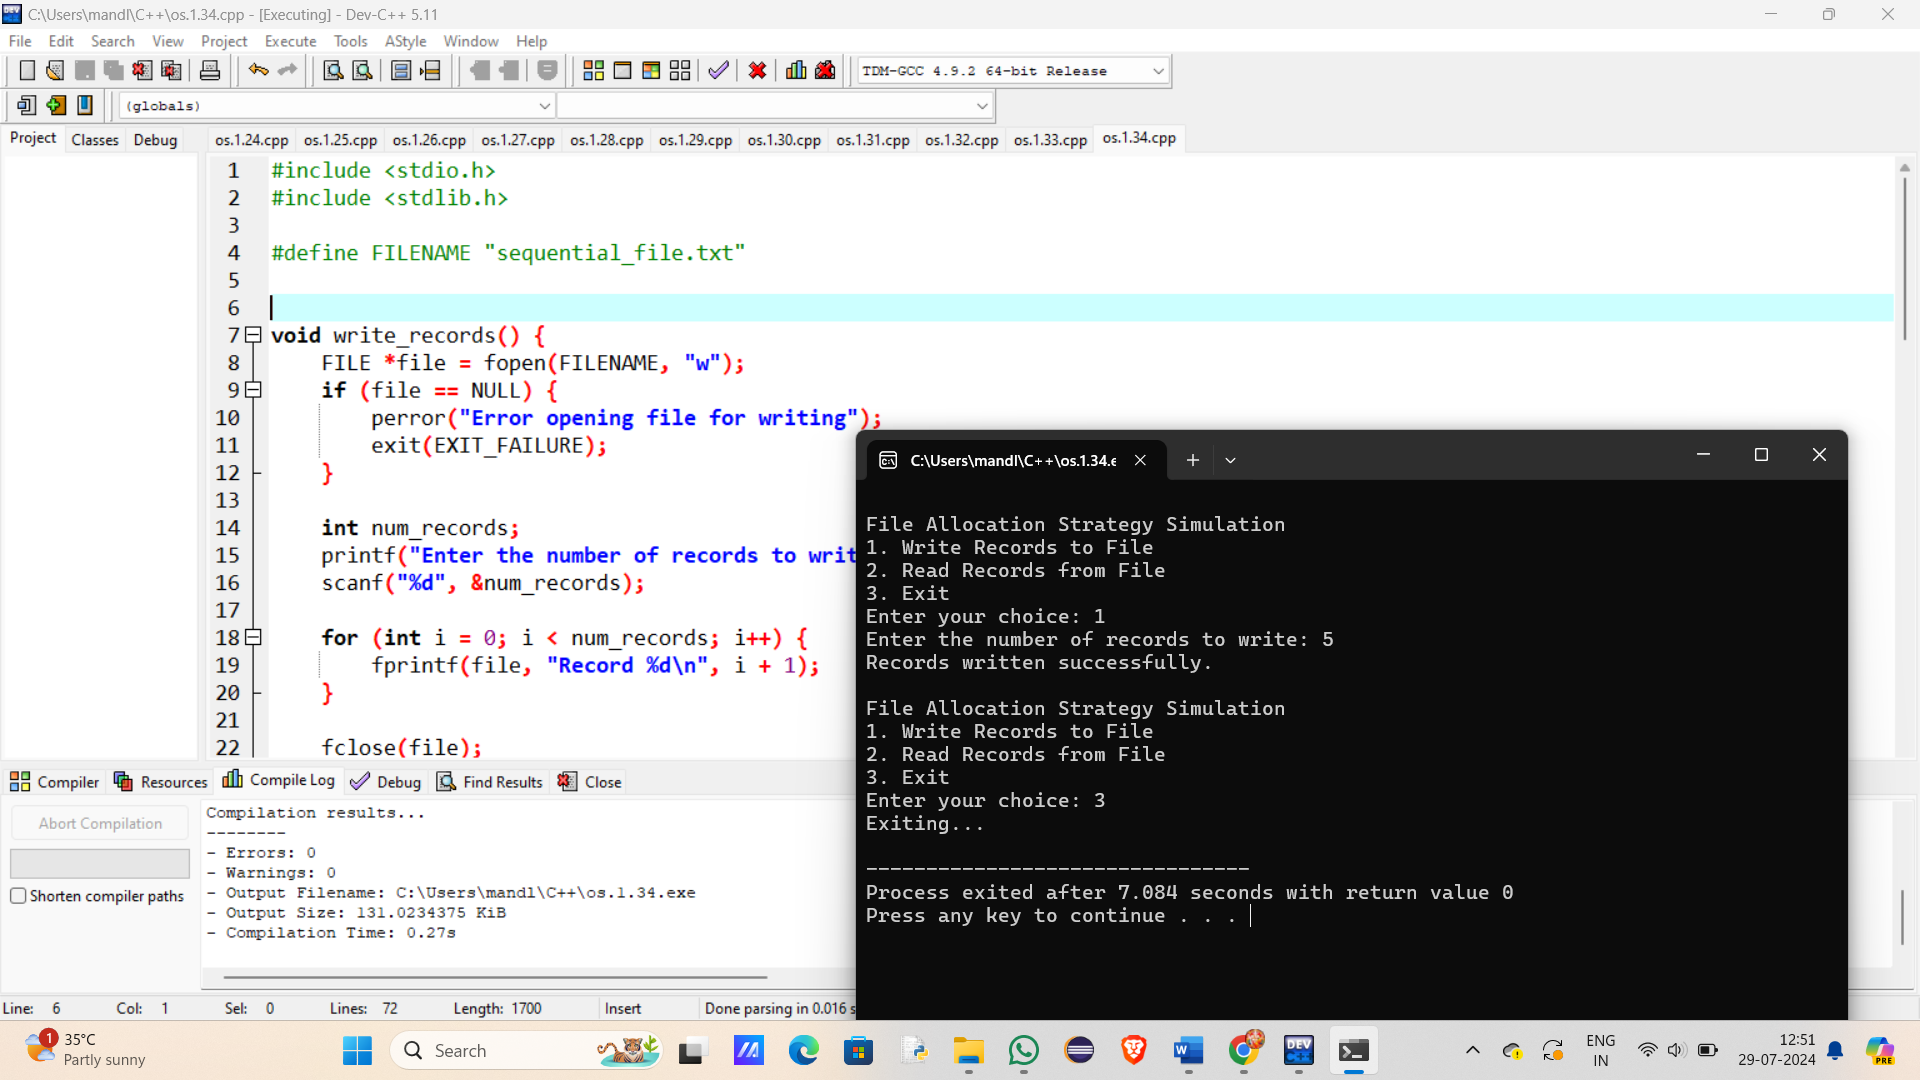 C:\Users\mandl\C++\os.1.34.cpp - [Executing] - Dev-C++ 5.11
File Edit Search View Project Execute Tools AStyle Window Help
TDM-GCC 4.9.2 64-bit Release
(globals)
Project Classes Debug
os.1.24.cpp os.1.25.cpp os.1.26.cpp os.1.27.cpp os.1.28.cpp os.1.29.cpp os.1.30.cpp os.1.31.cpp os.1.32.cpp os.1.33.cpp os.1.34.cpp
1 #include <stdio.h>
2 #include <stdlib.h>
3
4 #define FILENAME "sequential_file.txt"
5
6
7 void write_records() {
8 FILE *file = fopen(FILENAME, "w");
9 if (file == NULL) {
10 perror("Error opening file for writing");
11 exit(EXIT_FAILURE);
12 }
13
14 int num_records;
15 printf("Enter the number of records to writ
16 scanf("%d", &num_records);
17
18 for (int i = 0; i < num_records; i++) {
19 fprintf(file, "Record %d\n", i + 1);
20 }
21
22 fclose(file);
C:\Users\mandl\C++\os.1.34.e
File Allocation Strategy Simulation
1. Write Records to File
2. Read Records from File
3. Exit
Enter your choice: 1
Enter the number of records to write: 5
Records written successfully.
File Allocation Strategy Simulation
1. Write Records to File
2. Read Records from File
3. Exit
Enter your choice: 3
Exiting...
--------------------------------
Process exited after 7.084 seconds with return value 0
Press any key to continue . . .
Compiler Resources Compile Log Debug Find Results Close
Abort Compilation
Shorten compiler paths
Compilation results...
--------
- Errors: 0
- Warnings: 0
- Output Filename: C:\Users\mandl\C++\os.1.34.exe
- Output Size: 131.0234375 KiB
- Compilation Time: 0.27s
Line: 6 Col: 1 Sel: 0 Lines: 72 Length: 1700 Insert Done parsing in 0.016 s
1
35°C
Partly sunny
Search
W
DEV
C++
ENG
IN
12:51
29-07-2024
PRE